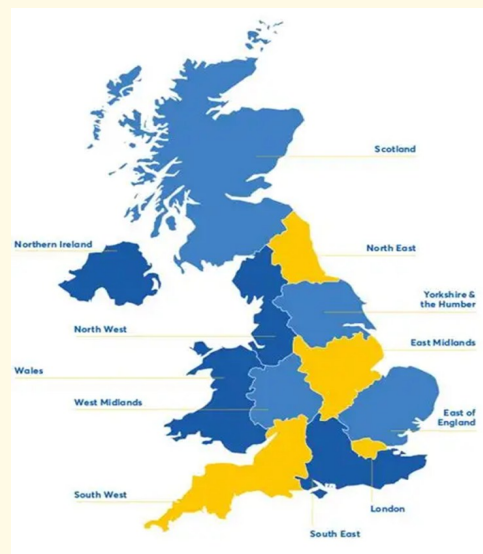 Scotland
Northern Ireland
North East
Yorkshire &
the Humber
North West
East Midlands
Wales
West Midlands
East of
England
South West
London
South East